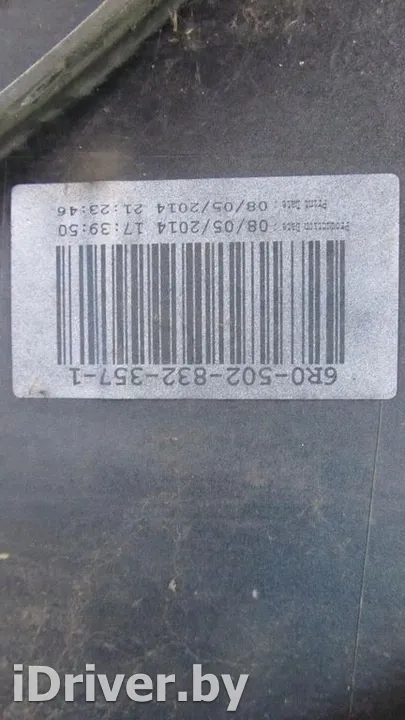 6R0-502-832-357-1
Production Date : 08/05/2014 17:39:50
Print Date : 08/05/2014 21:23:46
iDriver.by